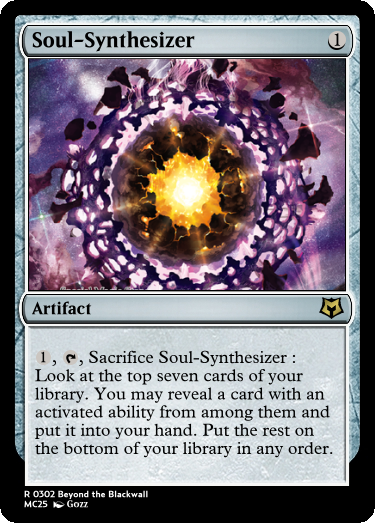 Soul-Synthesizer 1
Artifact
1, T, Sacrifice Soul-Synthesizer :
Look at the top seven cards of your
library. You may reveal a card with an
activated ability from among them and
put it into your hand. Put the rest on
the bottom of your library in any order.
R 0302 Beyond the Blackwall
MC25 Gozz